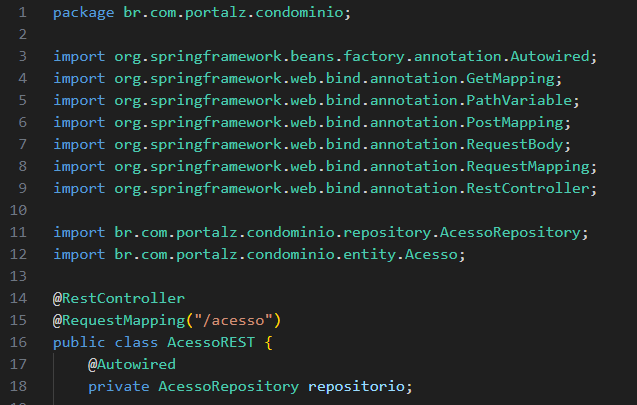 1 package br.com.portalz.condominio;
2
3 import org.springframework.beans.factory.annotation.Autowired;
4 import org.springframework.web.bind.annotation.GetMapping;
5 import org.springframework.web.bind.annotation.PathVariable;
6 import org.springframework.web.bind.annotation.PostMapping;
7 import org.springframework.web.bind.annotation.RequestBody;
8 import org.springframework.web.bind.annotation.RequestMapping;
9 import org.springframework.web.bind.annotation.RestController;
10
11 import br.com.portalz.condominio.repository.AcessoRepository;
12 import br.com.portalz.condominio.entity.Acesso;
13
14 @RestController
15 @RequestMapping("/acesso")
16 public class AcessoREST {
17     @Autowired
18     private AcessoRepository repositorio;